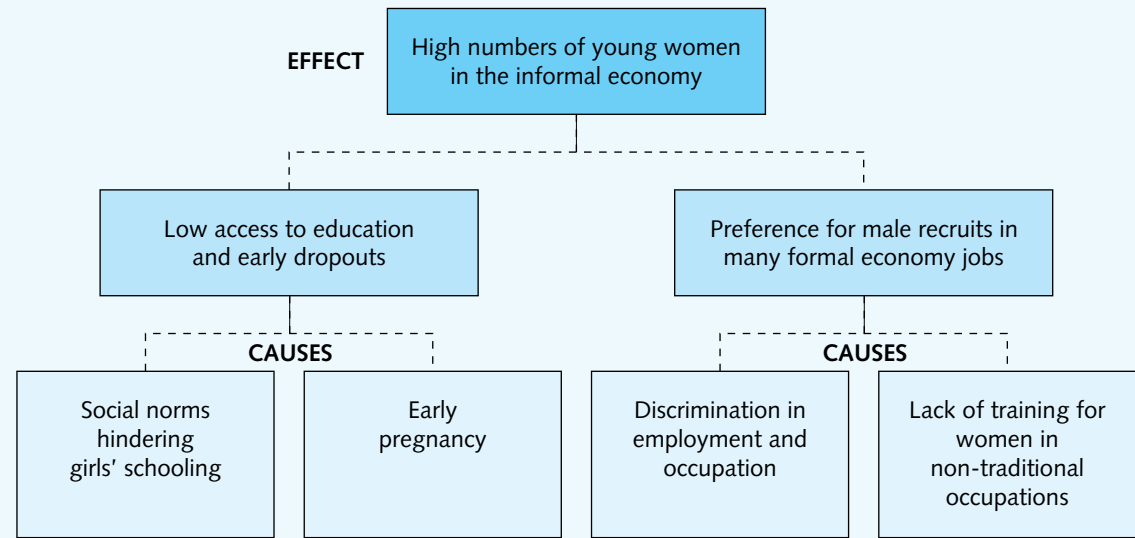 EFFECT
High numbers of young women
in the informal economy
Low access to education
and early dropouts
Preference for male recruits in
many formal economy jobs
CAUSES
CAUSES
Social norms
hindering
girls’ schooling
Early
pregnancy
Discrimination in
employment and
occupation
Lack of training for
women in
non-traditional
occupations